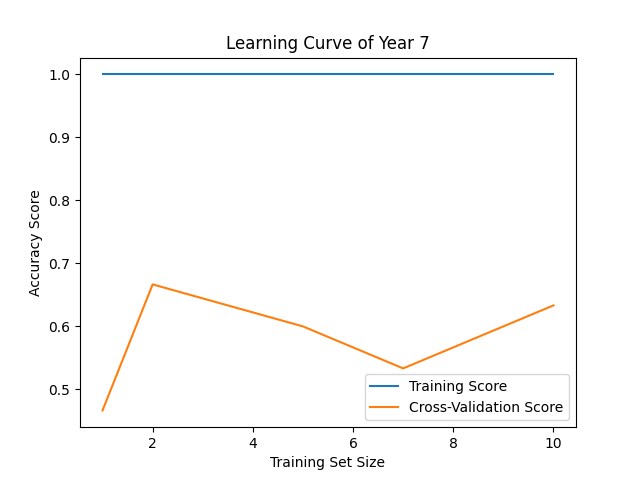 Learning Curve of Year 7
1.0
0.9
0.8
0.7
0.6
0.5
Accuracy Score
2
4
6
8
10
Training Set Size
Training Score
Cross-Validation Score